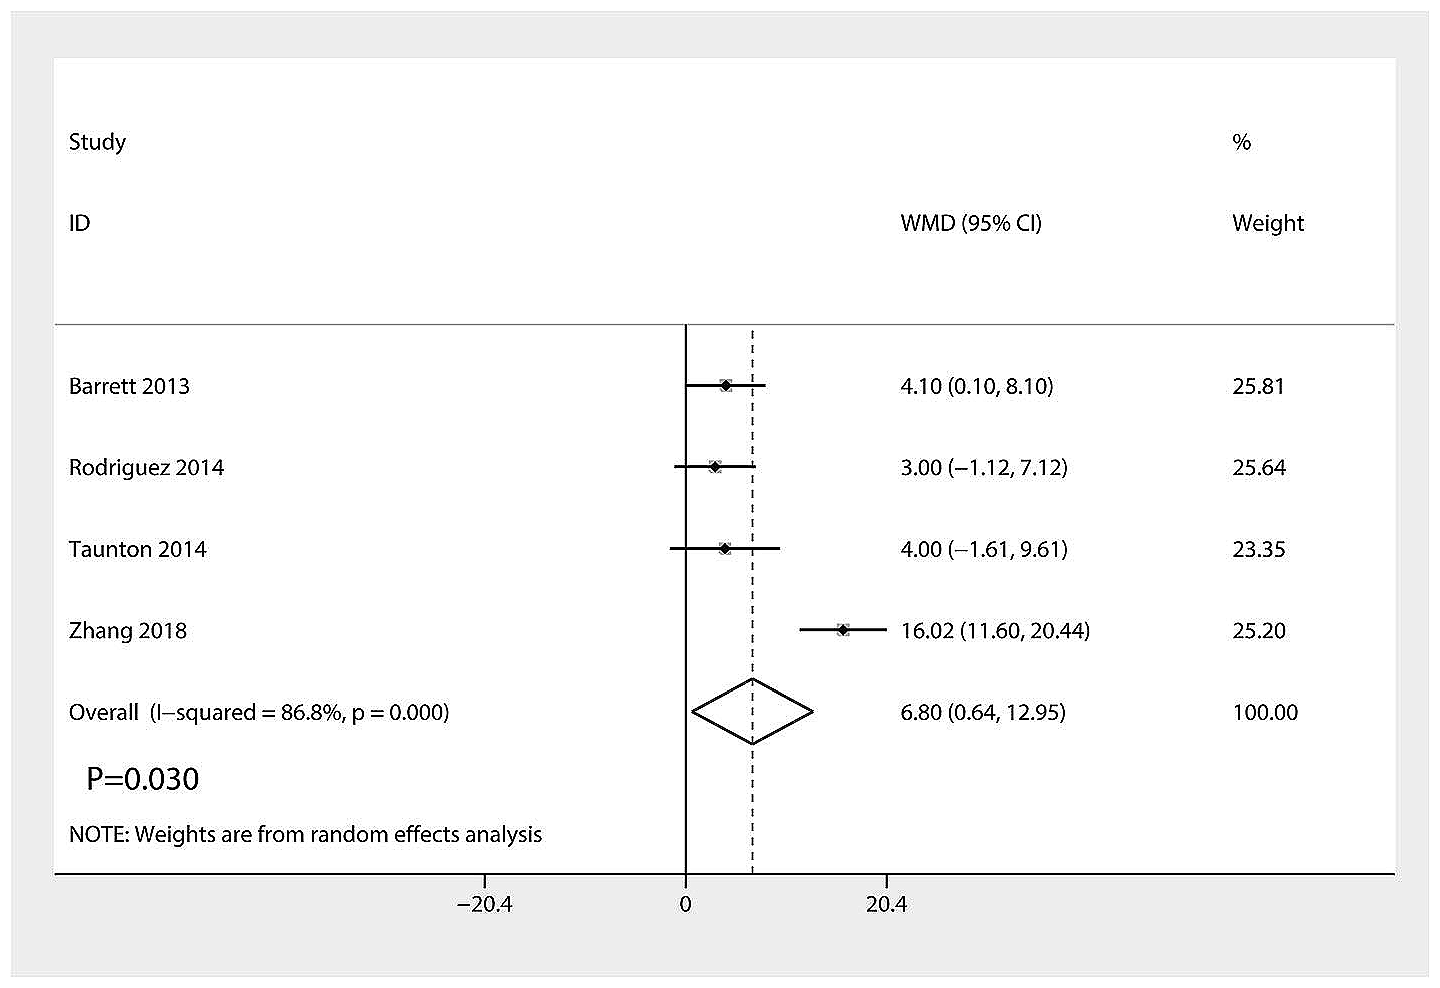 Study %
ID WMD (95% CI) Weight
Barrett 2013 4.10 (0.10, 8.10) 25.81
Rodriguez 2014 3.00 (−1.12, 7.12) 25.64
Taunton 2014 4.00 (−1.61, 9.61) 23.35
Zhang 2018 16.02 (11.60, 20.44) 25.20
Overall (I−squared = 86.8%, p = 0.000) 6.80 (0.64, 12.95) 100.00
P=0.030
NOTE: Weights are from random effects analysis
−20.4 0 20.4